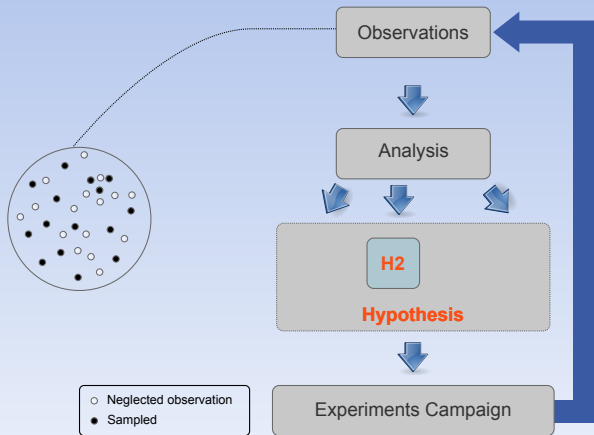 Observations
Analysis
H2
Hypothesis
Experiments Campaign
Neglected observation
Sampled